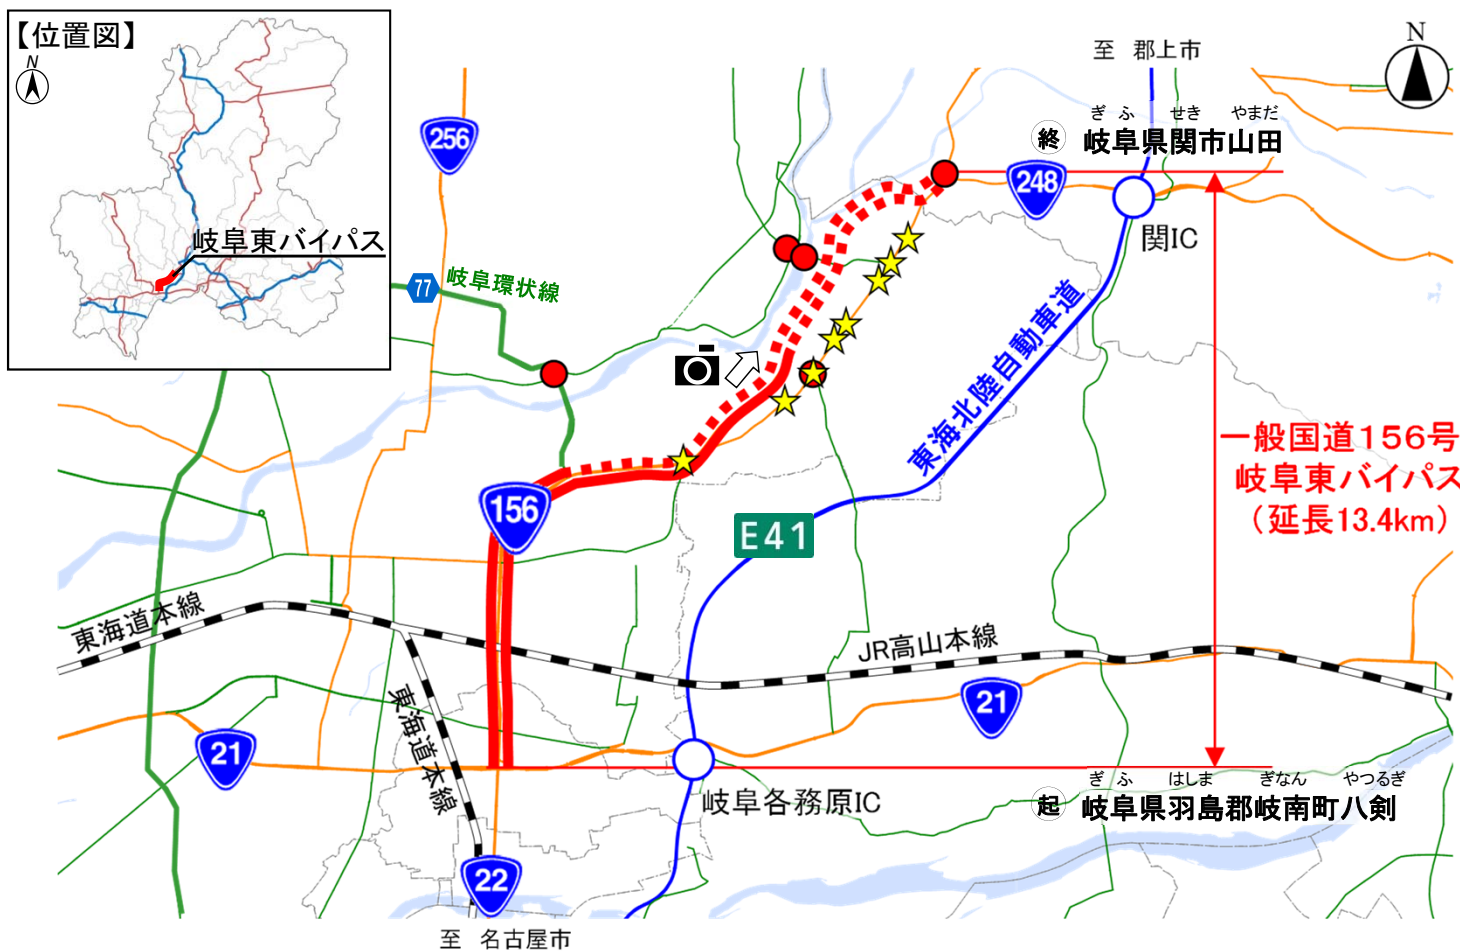 【位置図】
N
岐阜東バイパス
N
至 郡上市
ぎ ふ せき やまだ
終 岐阜県関市山田
256
248
関IC
77
岐阜環状線
東海北陸自動車道
一般国道156号
岐阜東バイパス
（延長13.4km）
156
E41
東海道本線
JR高山本線
東海道本線
21
21
岐阜各務原IC
ぎ ふ はしま ぎなん やつるぎ
起 岐阜県羽島郡岐南町八剣
22
至 名古屋市